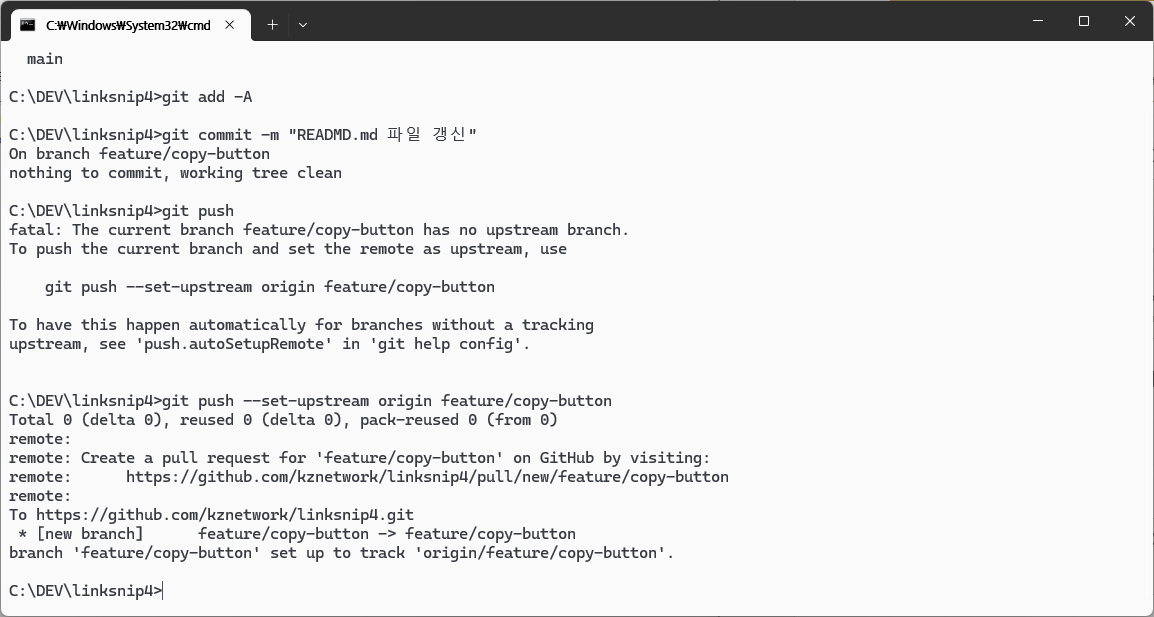 C:₩Windows₩System32₩cmd
main
C:\DEV\linksnip4>git add -A
C:\DEV\linksnip4>git commit -m "READMD.md 파일 갱신"
On branch feature/copy-button
nothing to commit, working tree clean
C:\DEV\linksnip4>git push
fatal: The current branch feature/copy-button has no upstream branch.
To push the current branch and set the remote as upstream, use
git push --set-upstream origin feature/copy-button
To have this happen automatically for branches without a tracking
upstream, see 'push.autoSetupRemote' in 'git help config'.
C:\DEV\linksnip4>git push --set-upstream origin feature/copy-button
Total 0 (delta 0), reused 0 (delta 0), pack-reused 0 (from 0)
remote:
remote: Create a pull request for 'feature/copy-button' on GitHub by visiting:
remote:      https://github.com/kznetwork/linksnip4/pull/new/feature/copy-button
remote:
To https://github.com/kznetwork/linksnip4.git
 * [new branch]      feature/copy-button -> feature/copy-button
branch 'feature/copy-button' set up to track 'origin/feature/copy-button'.
C:\DEV\linksnip4>